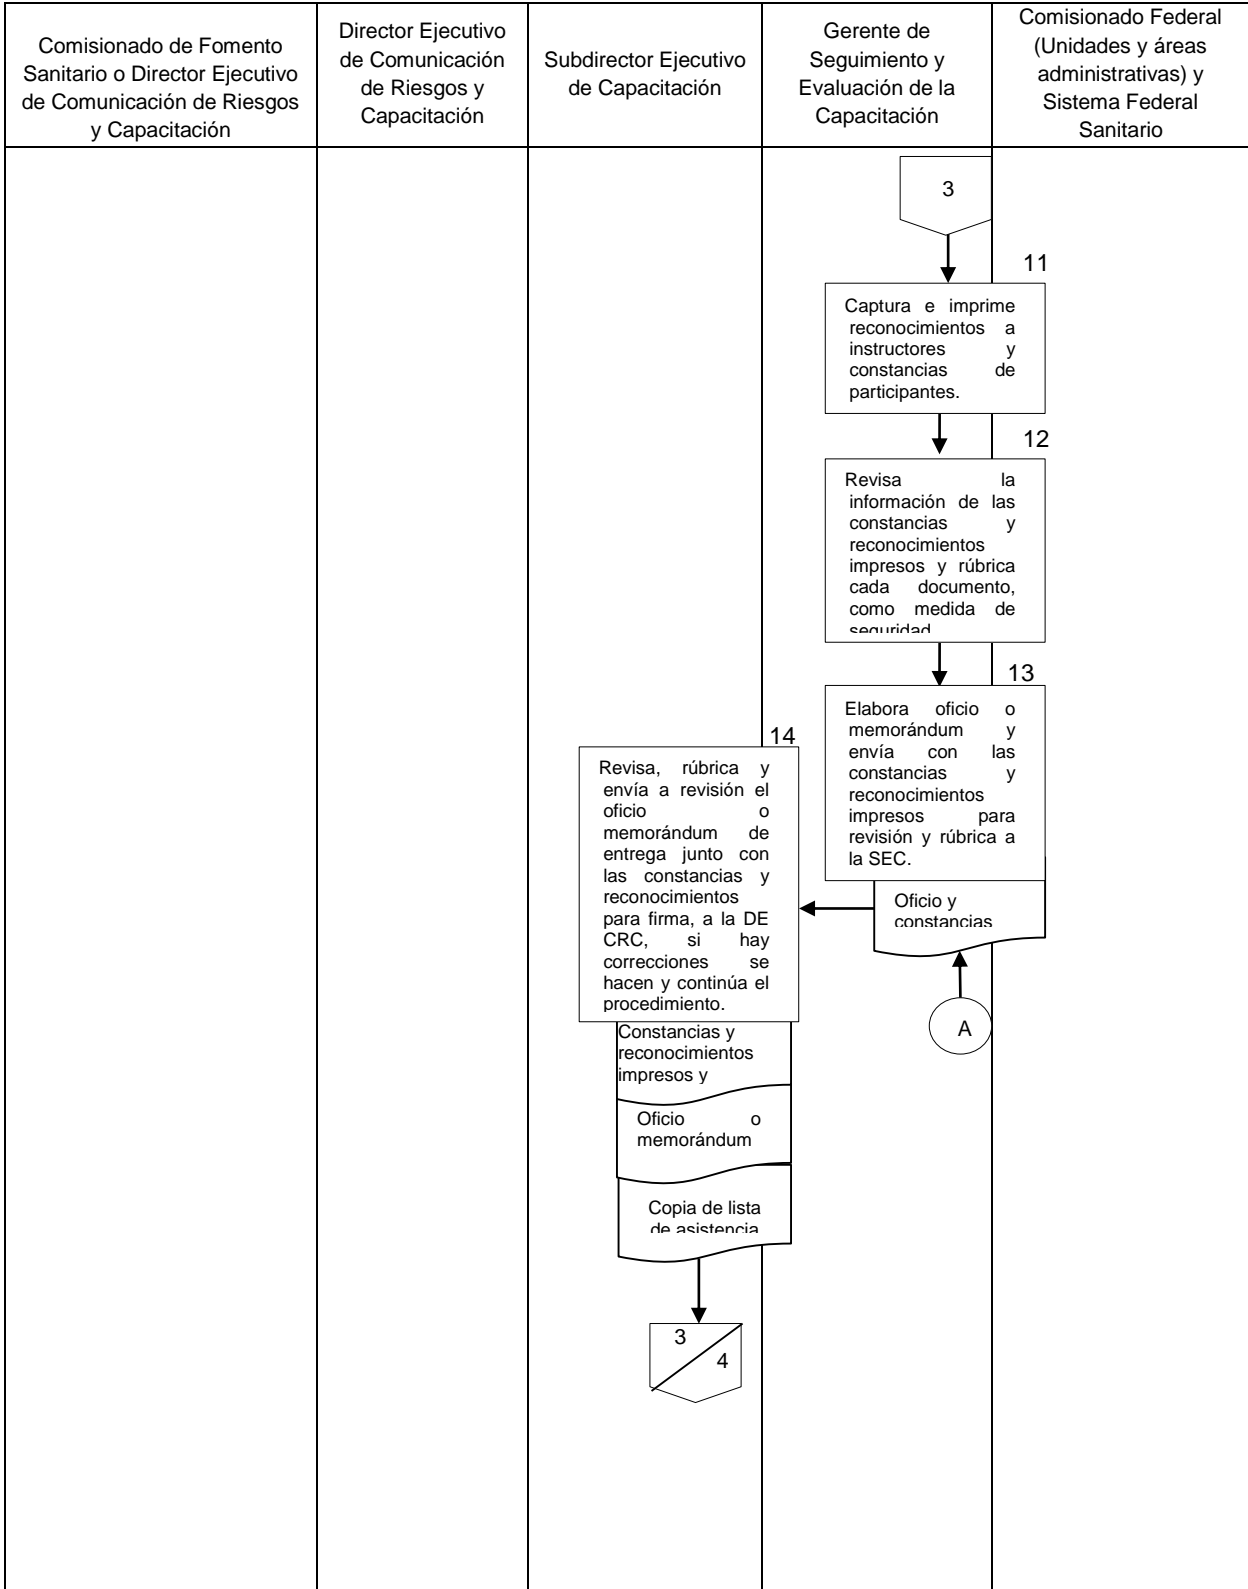 Comisionado de Fomento
Sanitario o Director Ejecutivo
de Comunicación de Riesgos
y Capacitación
Director Ejecutivo
de Comunicación
de Riesgos y
Capacitación
Subdirector Ejecutivo
de Capacitación
Gerente de
Seguimiento y
Evaluación de la
Capacitación
Comisionado Federal
(Unidades y áreas
administrativas) y
Sistema Federal
Sanitario
3
11
Captura e imprime
reconocimientos a
instructores y
constancias de
participantes.
12
Revisa la
información de las
constancias y
reconocimientos
impresos y rúbrica
cada documento,
como medida de
seguridad
13
Elabora oficio o
memorándum y
envía con las
constancias y
reconocimientos
impresos para
revisión y rúbrica a
la SEC.
Oficio y
constancias
A
14
Revisa, rúbrica y
envía a revisión el
oficio o
memorándum de
entrega junto con
las constancias y
reconocimientos
para firma, a la DE
CRC, si hay
correcciones se
hacen y continúa el
procedimiento.
Constancias y
reconocimientos
impresos y
Oficio o
memorándum
Copia de lista
de asistencia
3
4